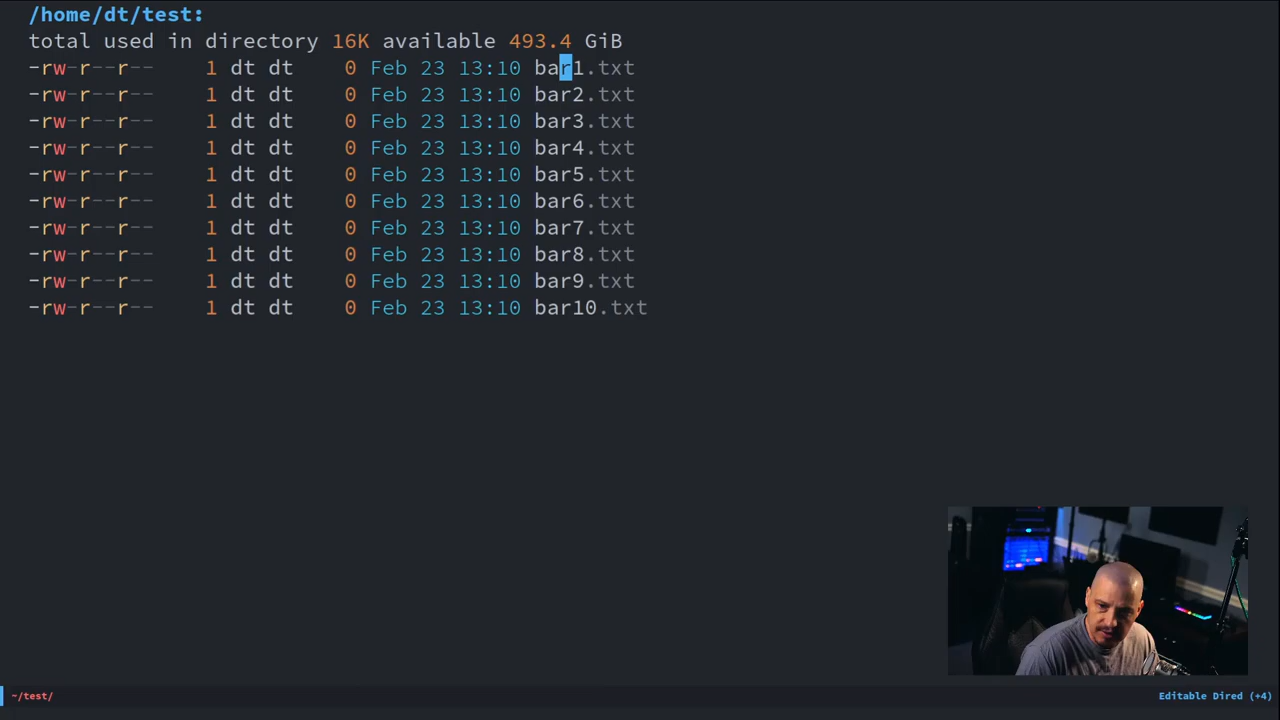 /home/dt/test:
total used in directory 16K available 493.4 GiB
-rw-r--r-- 1 dt dt 0 Feb 23 13:10 bar1.txt
-rw-r--r-- 1 dt dt 0 Feb 23 13:10 bar2.txt
-rw-r--r-- 1 dt dt 0 Feb 23 13:10 bar3.txt
-rw-r--r-- 1 dt dt 0 Feb 23 13:10 bar4.txt
-rw-r--r-- 1 dt dt 0 Feb 23 13:10 bar5.txt
-rw-r--r-- 1 dt dt 0 Feb 23 13:10 bar6.txt
-rw-r--r-- 1 dt dt 0 Feb 23 13:10 bar7.txt
-rw-r--r-- 1 dt dt 0 Feb 23 13:10 bar8.txt
-rw-r--r-- 1 dt dt 0 Feb 23 13:10 bar9.txt
-rw-r--r-- 1 dt dt 0 Feb 23 13:10 bar10.txt
~/test/ Editable Dired (+4)